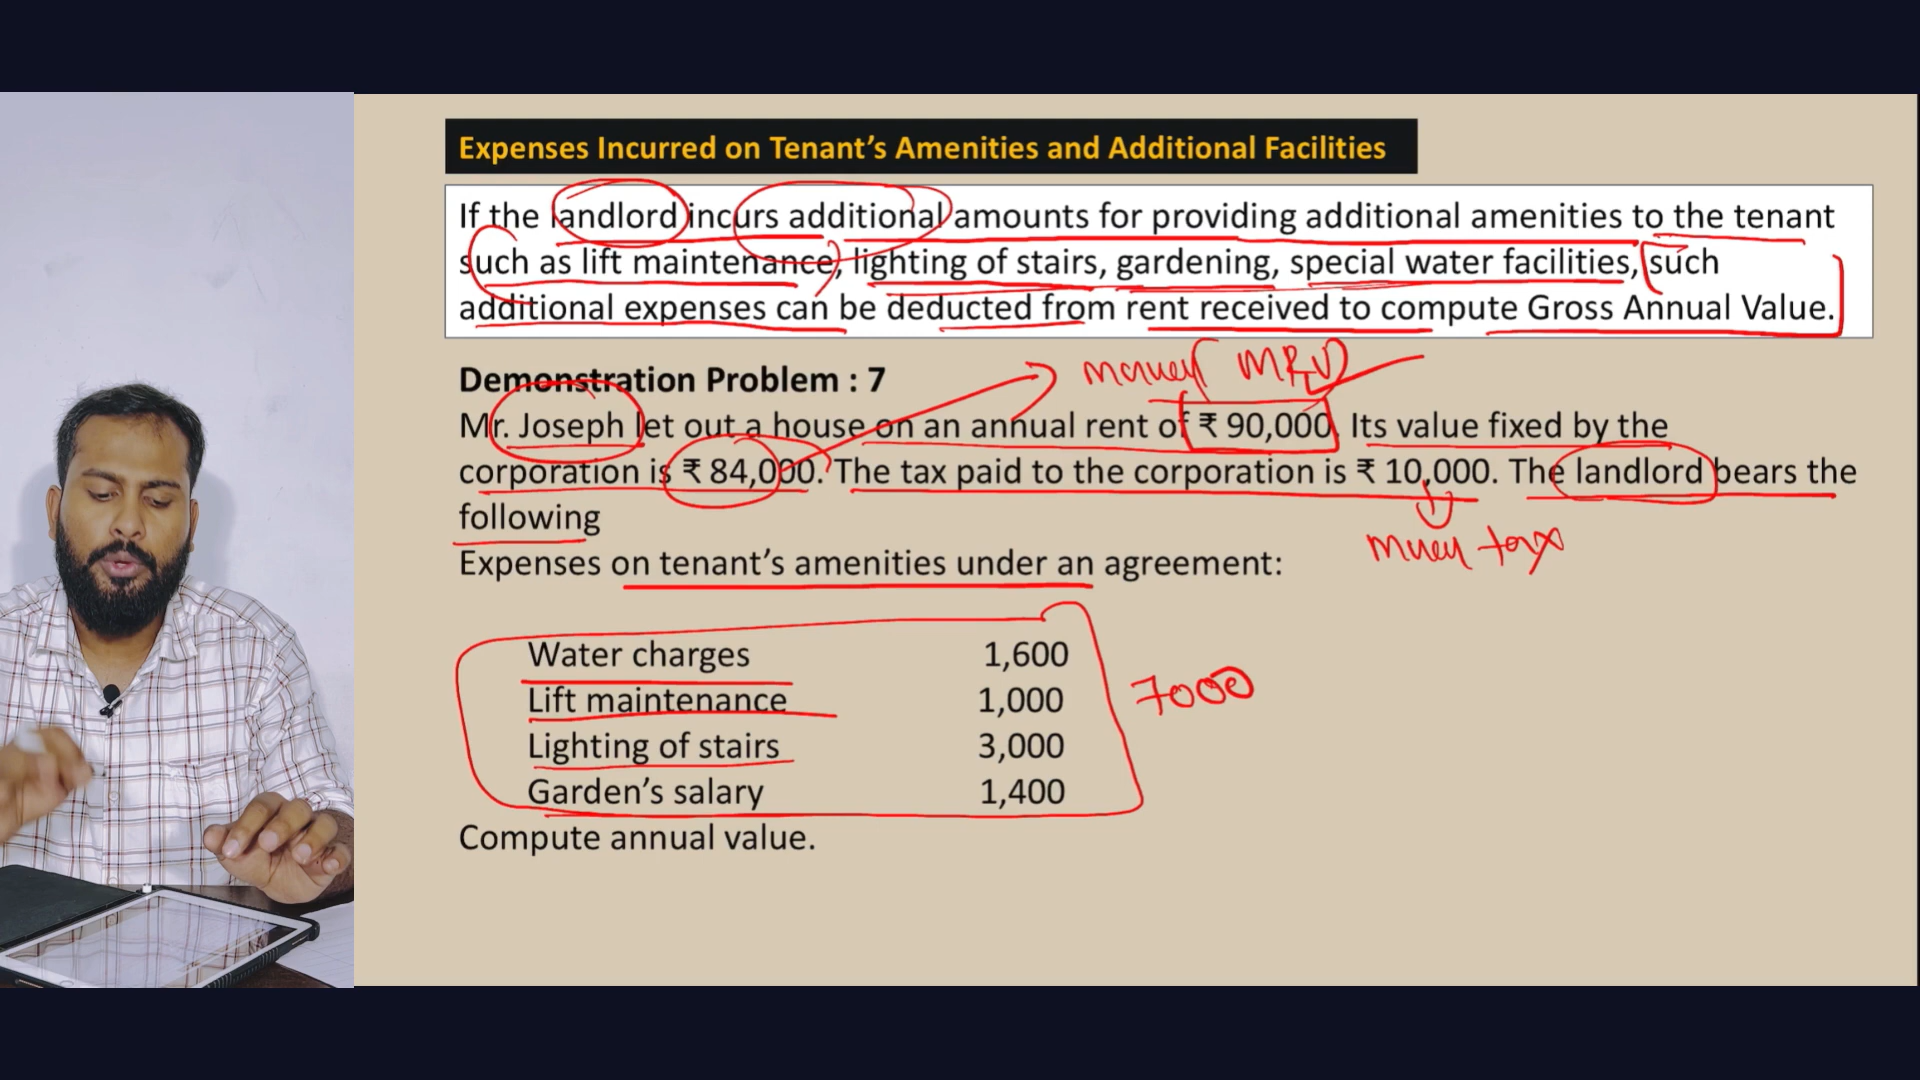 Expenses Incurred on Tenant's Amenities and Additional Facilities
If the landlord incurs additional amounts for providing additional amenities to the tenant
such as lift maintenance, lighting of stairs, gardening, special water facilities, such
additional expenses can be deducted from rent received to compute Gross Annual Value.
MRV
Demonstration Problem : 7
Mr. Joseph let out a house on an annual rent of ₹ 90,000. Its value fixed by the
corporation is ₹ 84,000. The tax paid to the corporation is ₹ 10,000. The landlord bears the
following
tax
Expenses on tenant's amenities under an agreement:
Water charges 1,600
Lift maintenance 1,000
7000
Lighting of stairs 3,000
Garden's salary 1,400
Compute annual value.